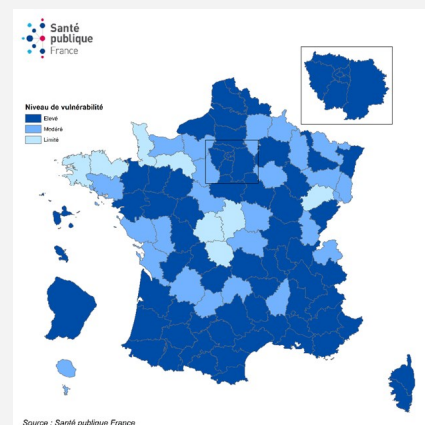 Santé
publique
France
Niveau de vulnérabilité
Elevé
Modéré
Limité
Source : Santé publique France